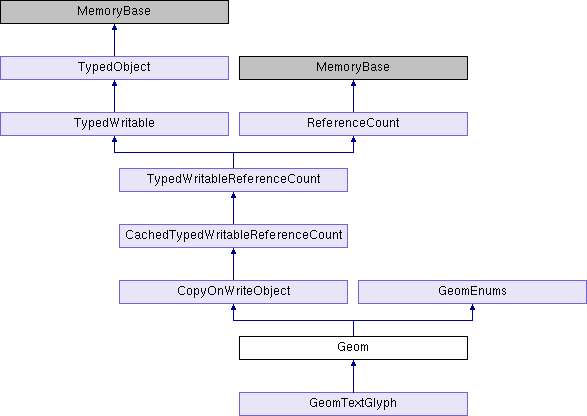 MemoryBase
TypedObject
MemoryBase
TypedWritable
ReferenceCount
TypedWritableReferenceCount
CachedTypedWritableReferenceCount
CopyOnWriteObject
GeomEnums
Geom
GeomTextGlyph